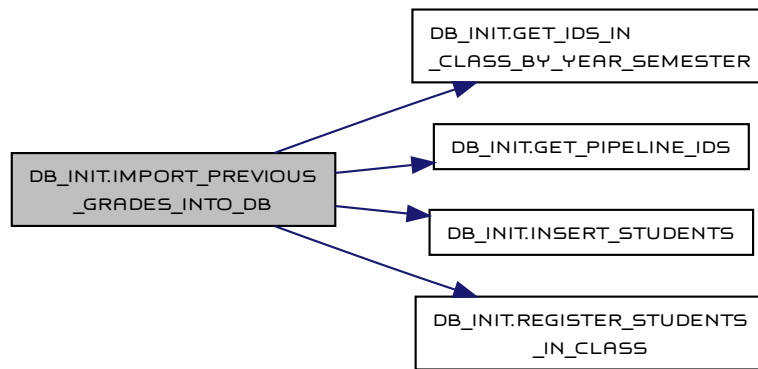 DB_INIT.GET_IDS_IN
_CLASS_BY_YEAR_SEMESTER
DB_INIT.GET_PIPELINE_IDS
DB_INIT.IMPORT_PREVIOUS
_GRADES_INTO_DB
DB_INIT.INSERT_STUDENTS
DB_INIT.REGISTER_STUDENTS
_IN_CLASS